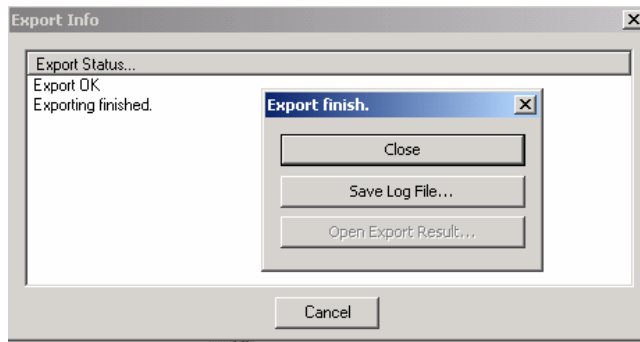 Export Info
Export Status...
Export OK
Exporting finished.
Export finish.
Close
Save Log File...
Open Export Result...
Cancel